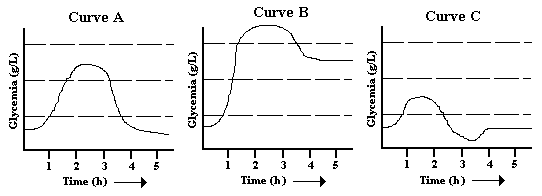 Curve A
Glycemia (g/L)
1 2 3 4 5
Time (h)
Curve B
Glycemia (g/L)
1 2 3 4 5
Time (h)
Curve C
Glycemia (g/L)
1 2 3 4 5
Time (h)